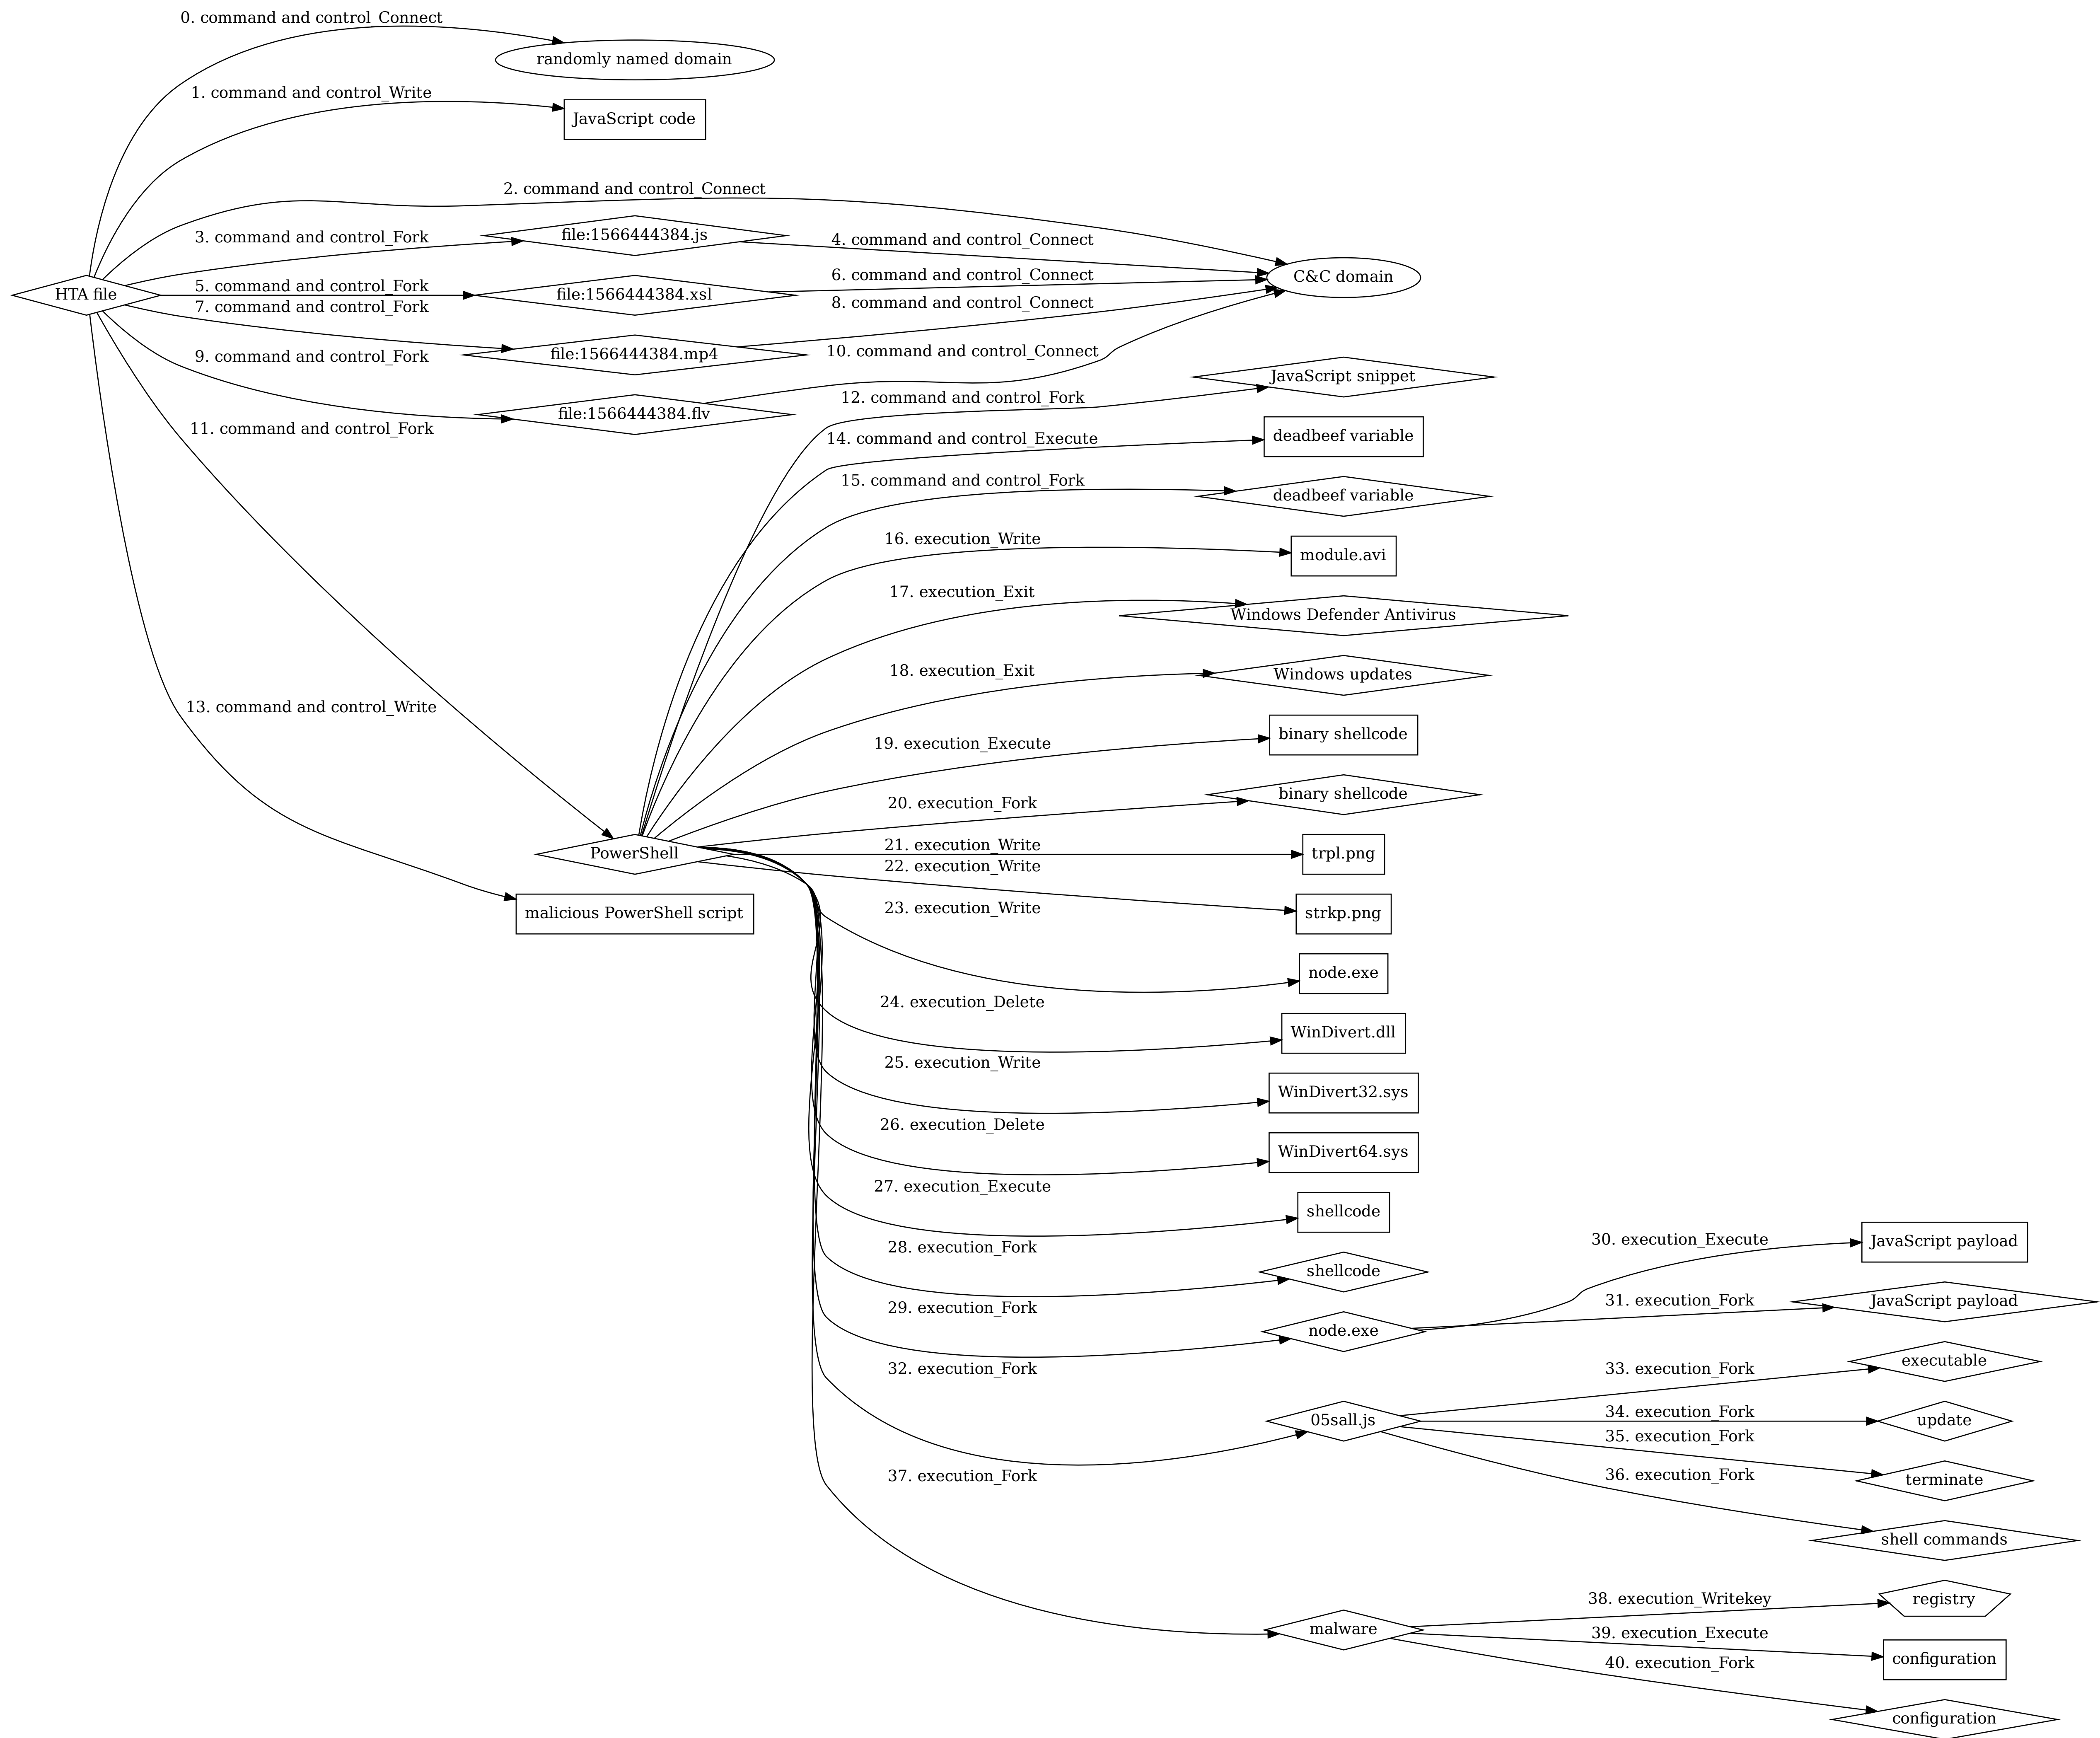 0. command and control_Connect
randomly named domain
1. command and control_Write
JavaScript code
2. command and control_Connect
3. command and control_Fork
file:1566444384.js
4. command and control_Connect
HTA file
5. command and control_Fork
file:1566444384.xsl
6. command and control_Connect
C&C domain
7. command and control_Fork
8. command and control_Connect
file:1566444384.mp4
9. command and control_Fork
10. command and control_Connect
file:1566444384.flv
11. command and control_Fork
12. command and control_Fork
JavaScript snippet
14. command and control_Execute
deadbeef variable
15. command and control_Fork
deadbeef variable
16. execution_Write
module.avi
17. execution_Exit
Windows Defender Antivirus
18. execution_Exit
Windows updates
13. command and control_Write
19. execution_Execute
binary shellcode
20. execution_Fork
binary shellcode
PowerShell
21. execution_Write
trpl.png
22. execution_Write
malicious PowerShell script
23. execution_Write
strkp.png
node.exe
24. execution_Delete
WinDivert.dll
25. execution_Write
WinDivert32.sys
26. execution_Delete
WinDivert64.sys
27. execution_Execute
shellcode
28. execution_Fork
shellcode
30. execution_Execute
JavaScript payload
29. execution_Fork
node.exe
31. execution_Fork
JavaScript payload
32. execution_Fork
33. execution_Fork
executable
05sall.js
34. execution_Fork
update
35. execution_Fork
terminate
37. execution_Fork
36. execution_Fork
shell commands
malware
38. execution_Writekey
registry
39. execution_Execute
configuration
40. execution_Fork
configuration